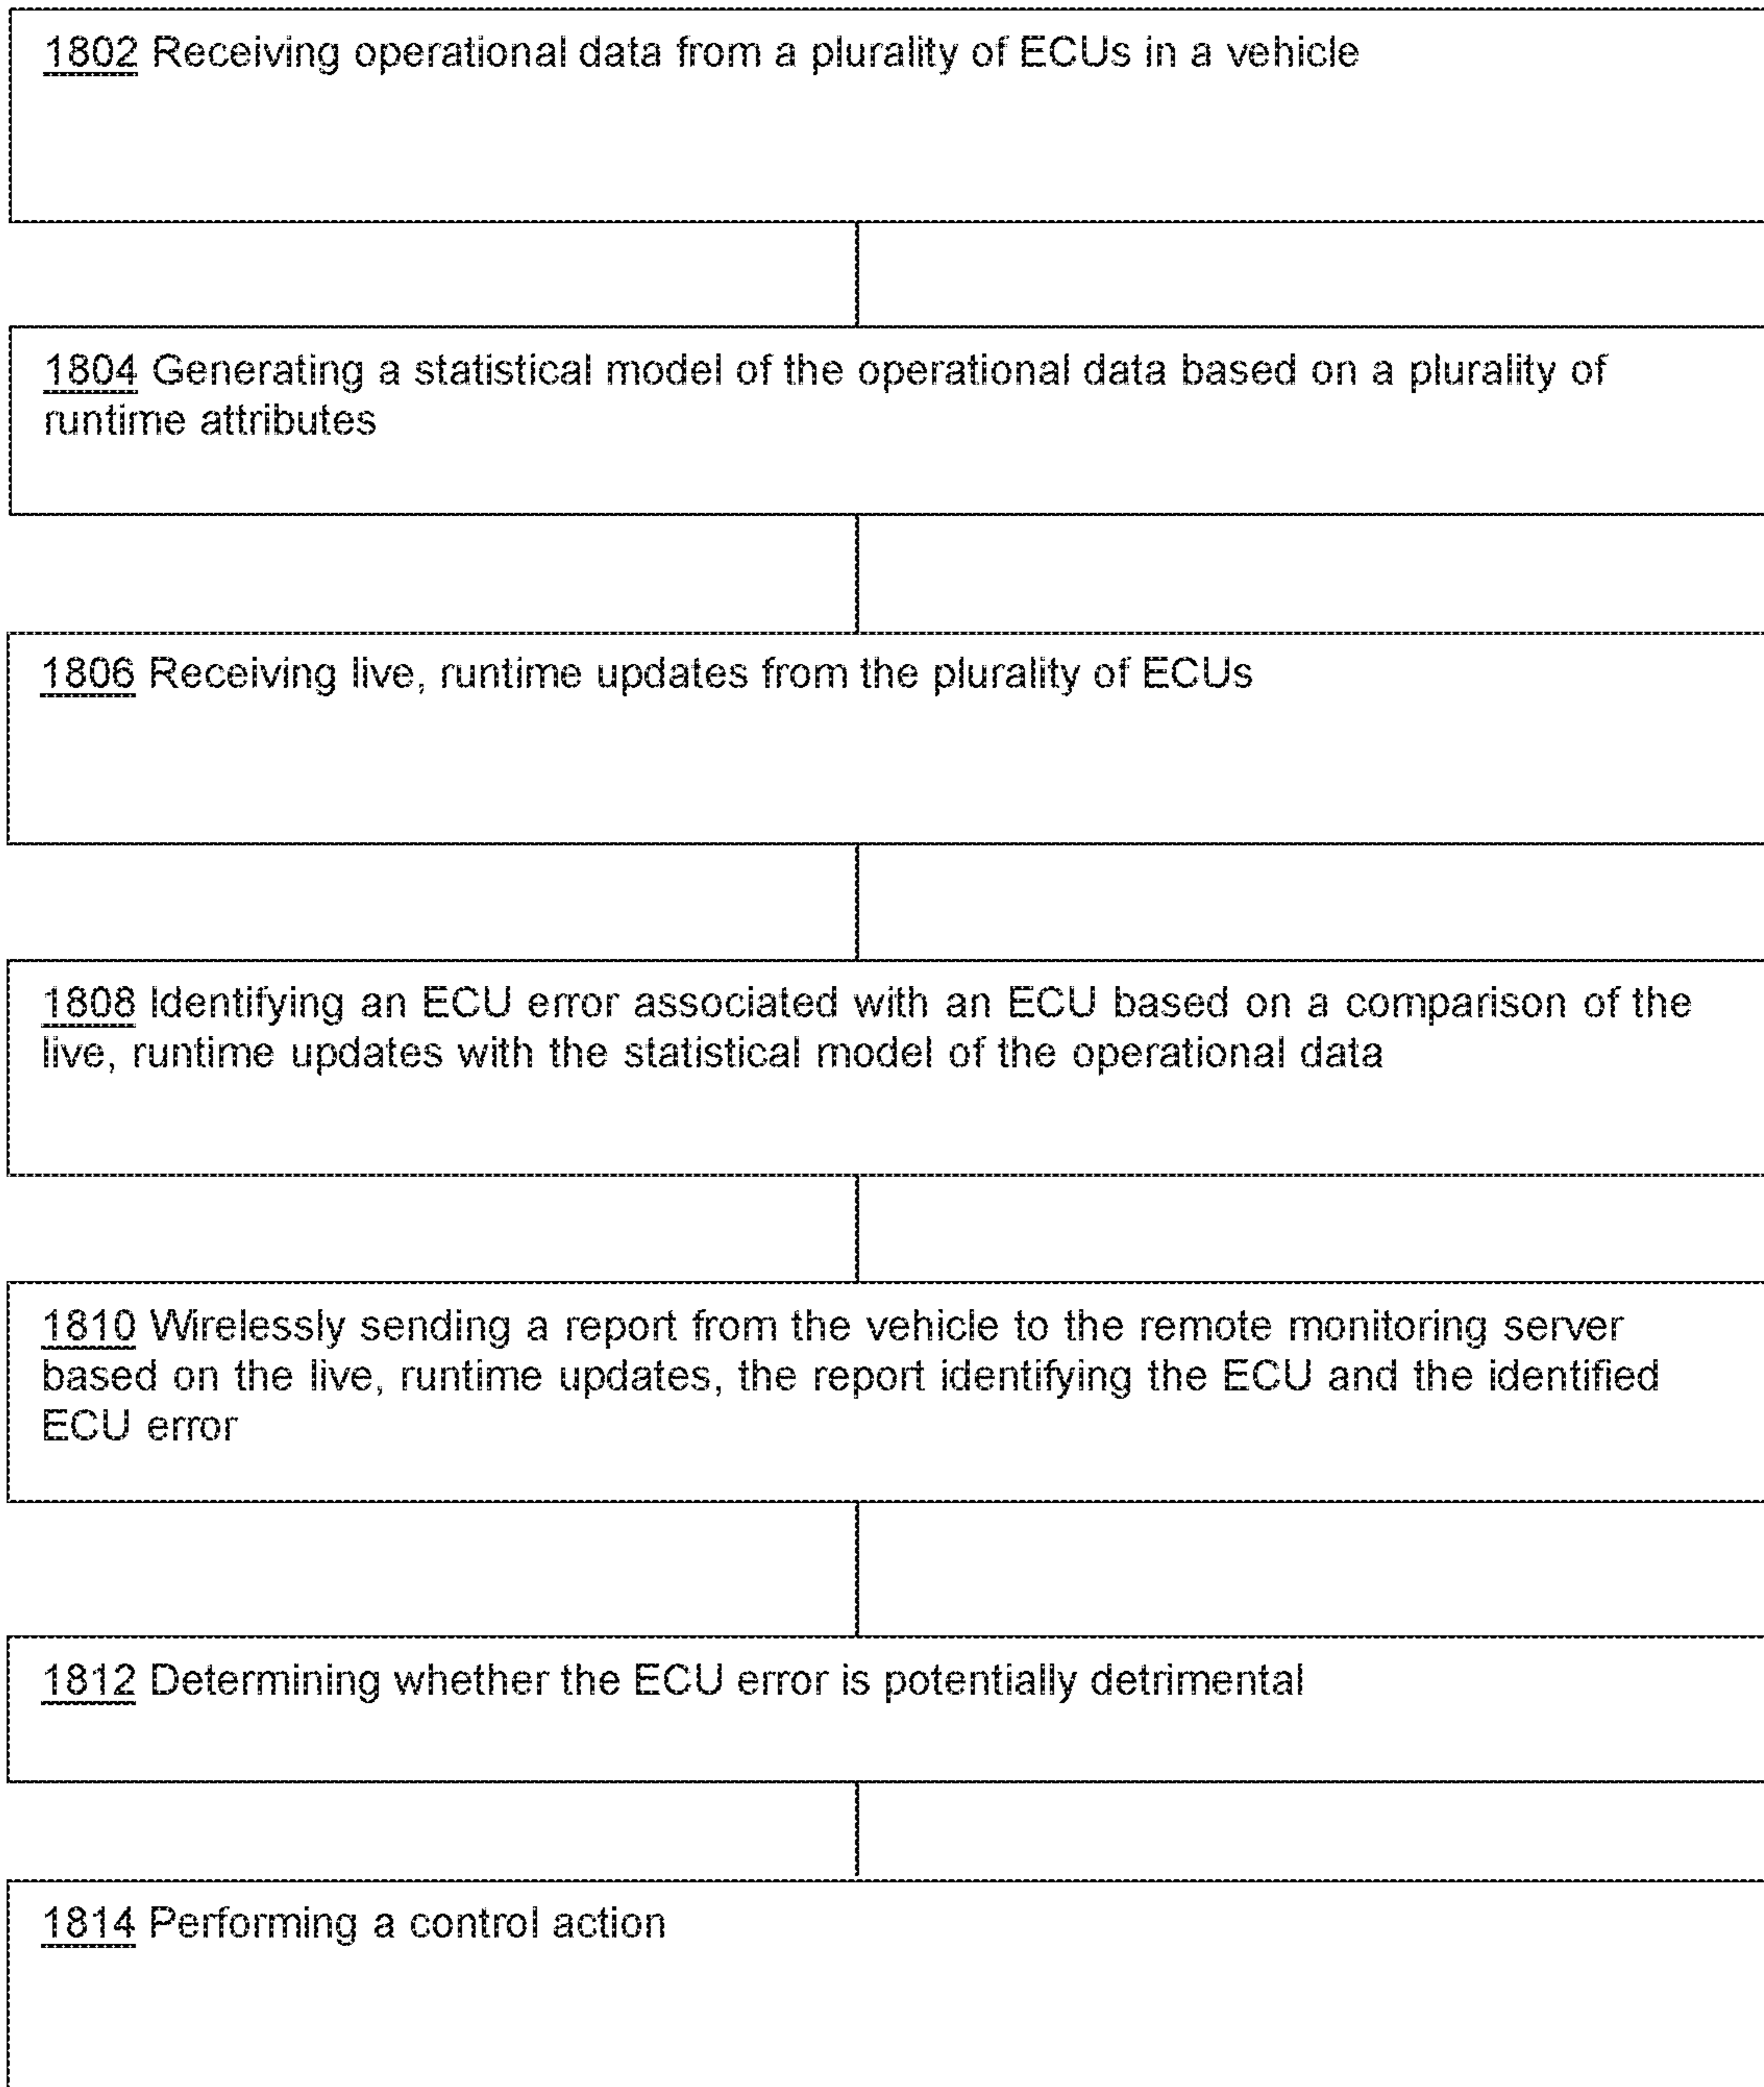 1802 Receiving operational data from a plurality of ECUs in a vehicle
1804 Generating a statistical model of the operational data based on a plurality of
runtime attributes
1806 Receiving live, runtime updates from the plurality of ECUs
1808 Identifying an ECU error associated with an ECU based on a comparison of the
live, runtime updates with the statistical model of the operational data
1810 Wirelessly sending a report from the vehicle to the remote monitoring server
based on the live, runtime updates, the report identifying the ECU and the identified
ECU error
1812 Determining whether the ECU error is potentially detrimental
1814 Performing a control action